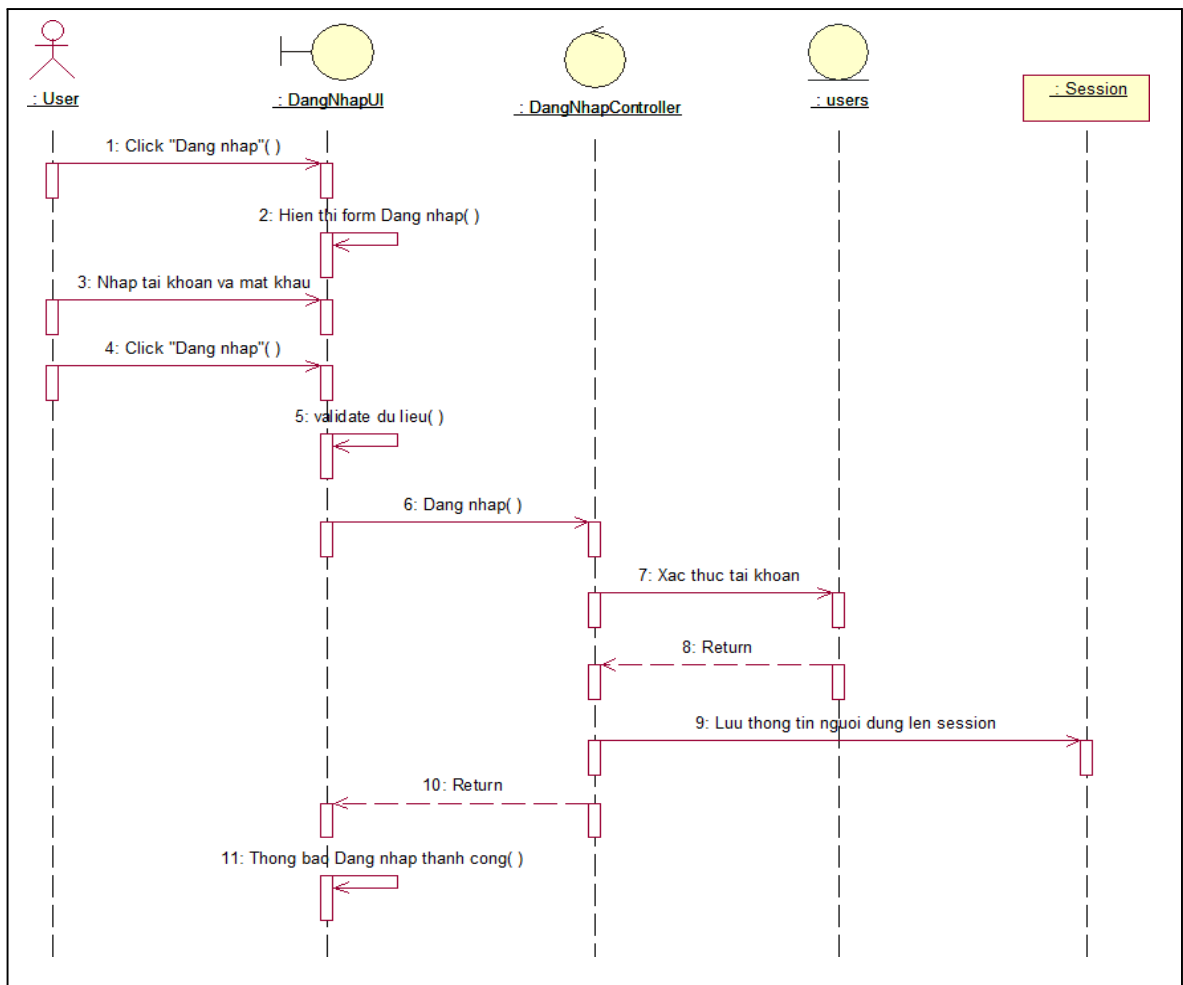 : User
: DangNhapUI
: DangNhapController
: users
: Session
1: Click "Dang nhap"( )
2: Hien thi form Dang nhap( )
3: Nhap tai khoan va mat khau
4: Click "Dang nhap"( )
5: validate du lieu( )
6: Dang nhap( )
7: Xac thuc tai khoan
8: Return
9: Luu thong tin nguoi dung len session
10: Return
11: Thong bao Dang nhap thanh cong( )